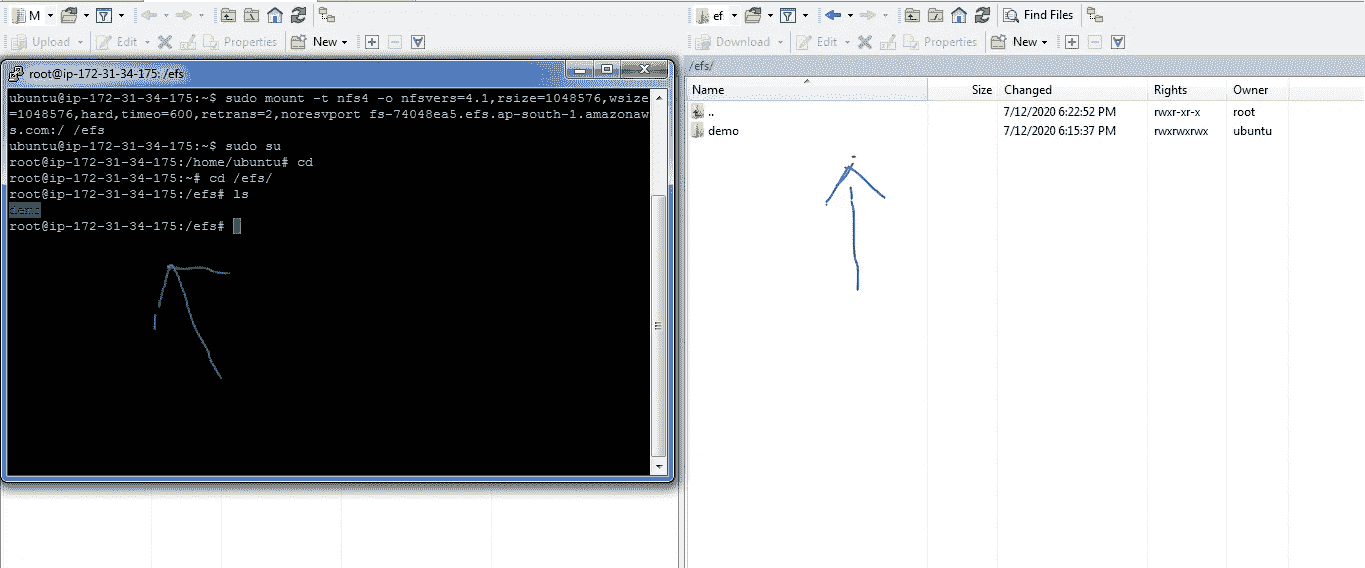 M
ef
Find Files
Upload
Edit
Properties
New
Download
Edit
Properties
New
root@ip-172-31-34-175: /efs
ubuntu@ip-172-31-34-175:~$ sudo mount -t nfs4 -o nfsvers=4.1,rsize=1048576,wsize
=1048576,hard,timeo=600,retrans=2,noresvport fs-74048ea5.efs.ap-south-1.amazonaw
s.com:/ /efs
ubuntu@ip-172-31-34-175:~$ sudo su
root@ip-172-31-34-175:/home/ubuntu# cd
root@ip-172-31-34-175:~# cd /efs/
root@ip-172-31-34-175:/efs# ls
demo
root@ip-172-31-34-175:/efs#
/efs/
Name Size Changed Rights Owner
.. 7/12/2020 6:22:52 PM rwxr-xr-x root
demo 7/12/2020 6:15:37 PM rwxrwxrwx ubuntu